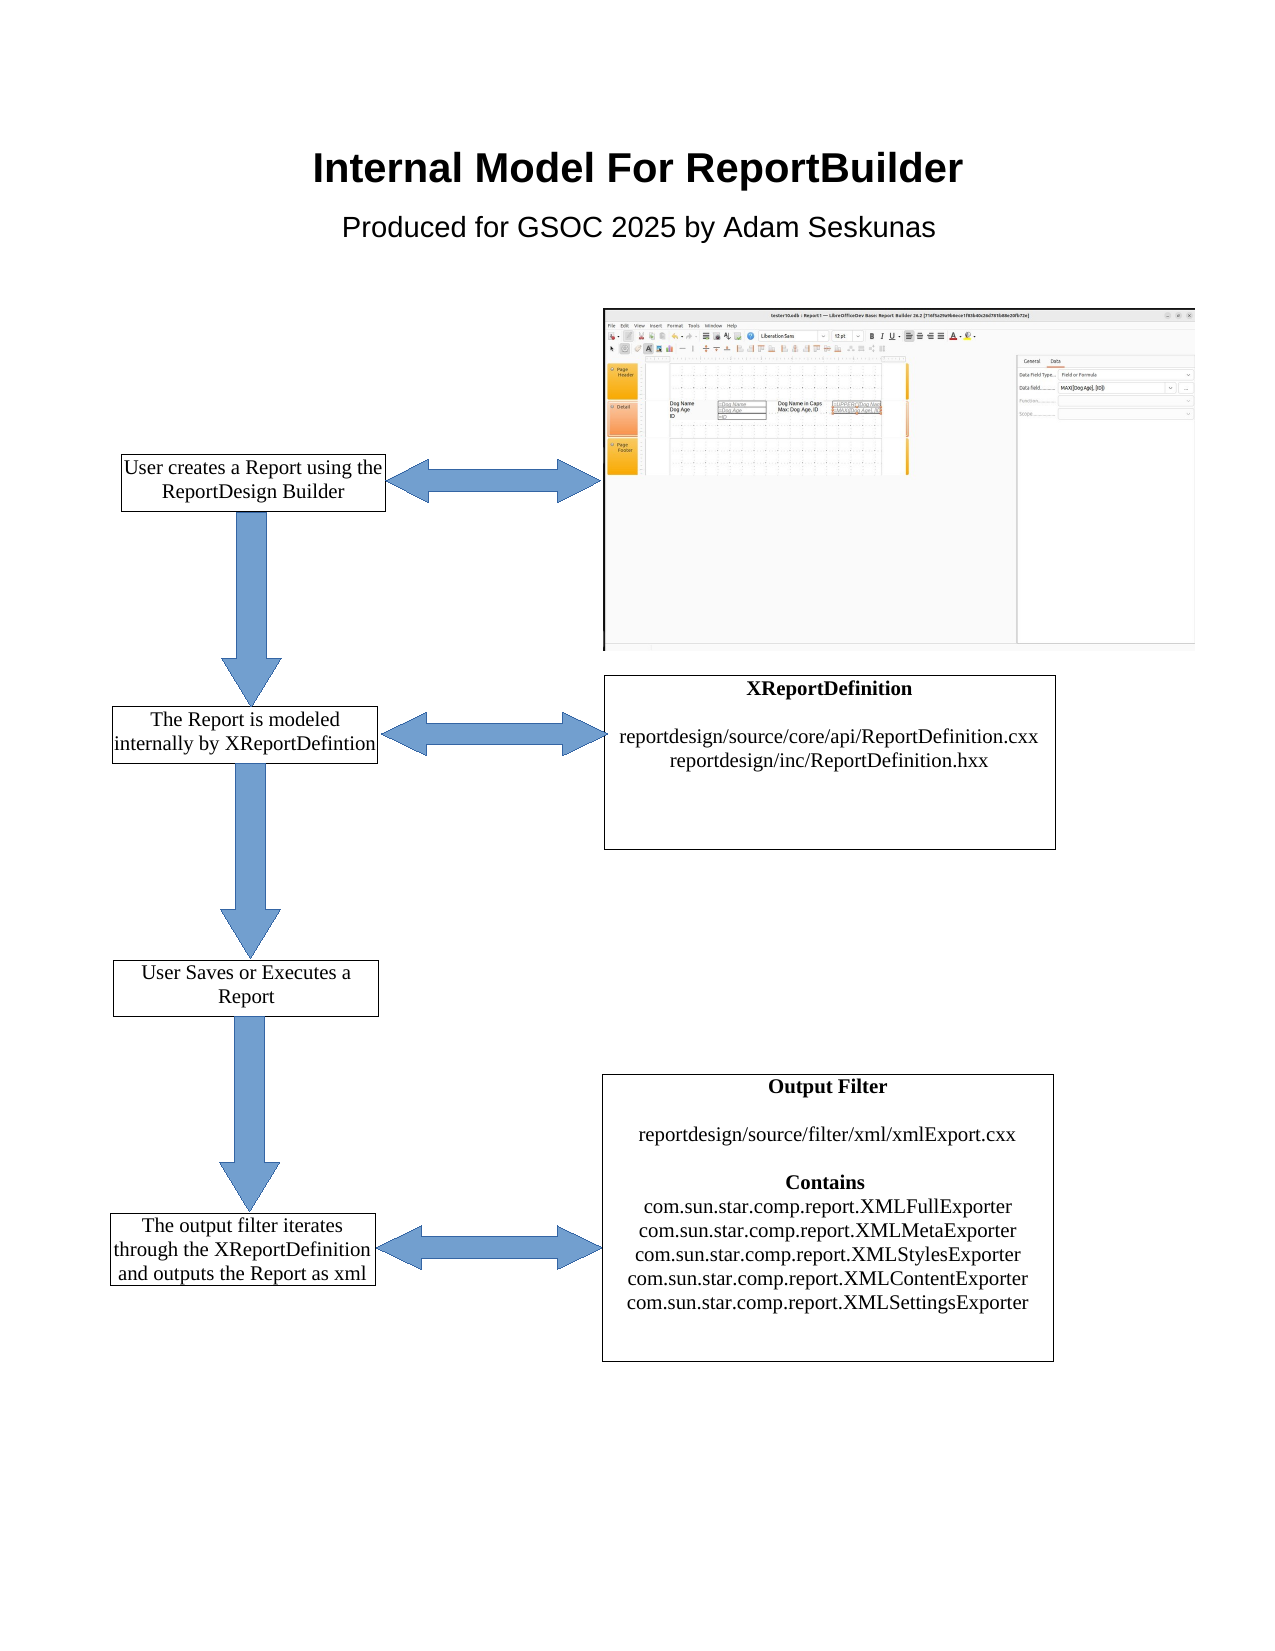 Internal Model For ReportBuilder
Produced for GSOC 2025 by Adam Seskunas
File Edit View Insert Format Tools Window Help
Liberation Sans
12 pt
General Data
Page
Header
Data Field Type...
Field or Formula
Data field
MAX([Dog Age], [ID])
Scope
Detail
Dog Name
=Dog Name
Dog Name in Caps
Dog Age
=Dog Age
Max: Dog Age, ID
ID
=ID
Page
Footer
User creates a Report using the
ReportDesign Builder
The Report is modeled
internally by XReportDefintion
XReportDefinition
reportdesign/source/core/api/ReportDefinition.cxx
reportdesign/inc/ReportDefinition.hxx
User Saves or Executes a
Report
The output filter iterates
through the XReportDefinition
and outputs the Report as xml
Output Filter
reportdesign/source/filter/xml/xmlExport.cxx
Contains
com.sun.star.comp.report.XMLFullExporter
com.sun.star.comp.report.XMLMetaExporter
com.sun.star.comp.report.XMLStylesExporter
com.sun.star.comp.report.XMLContentExporter
com.sun.star.comp.report.XMLSettingsExporter